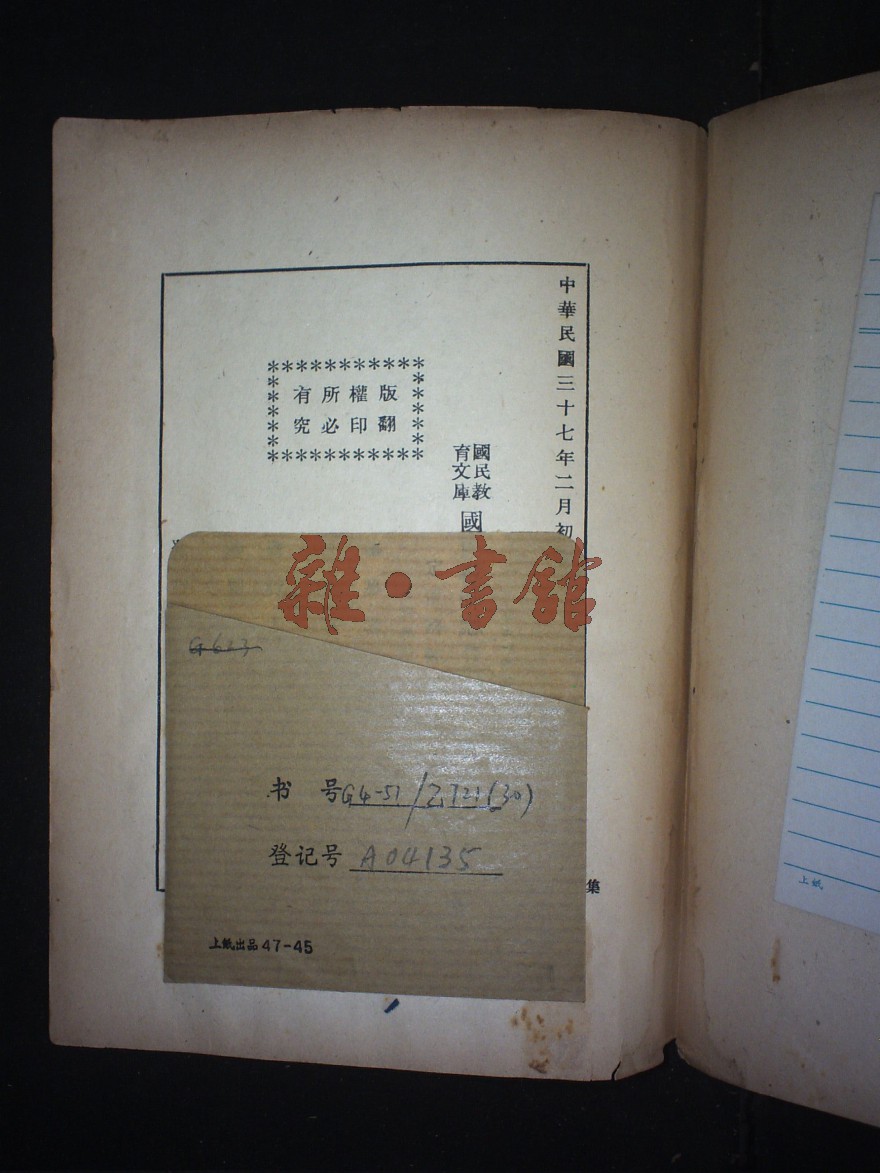 中華民國三十七年二月初
國民教
育文庫
國
版權所有
翻印必究
雜·書館
G623
书 号G4-51/Z121(30)
登记号 A04135
上紙出品 47-45
集
上紙